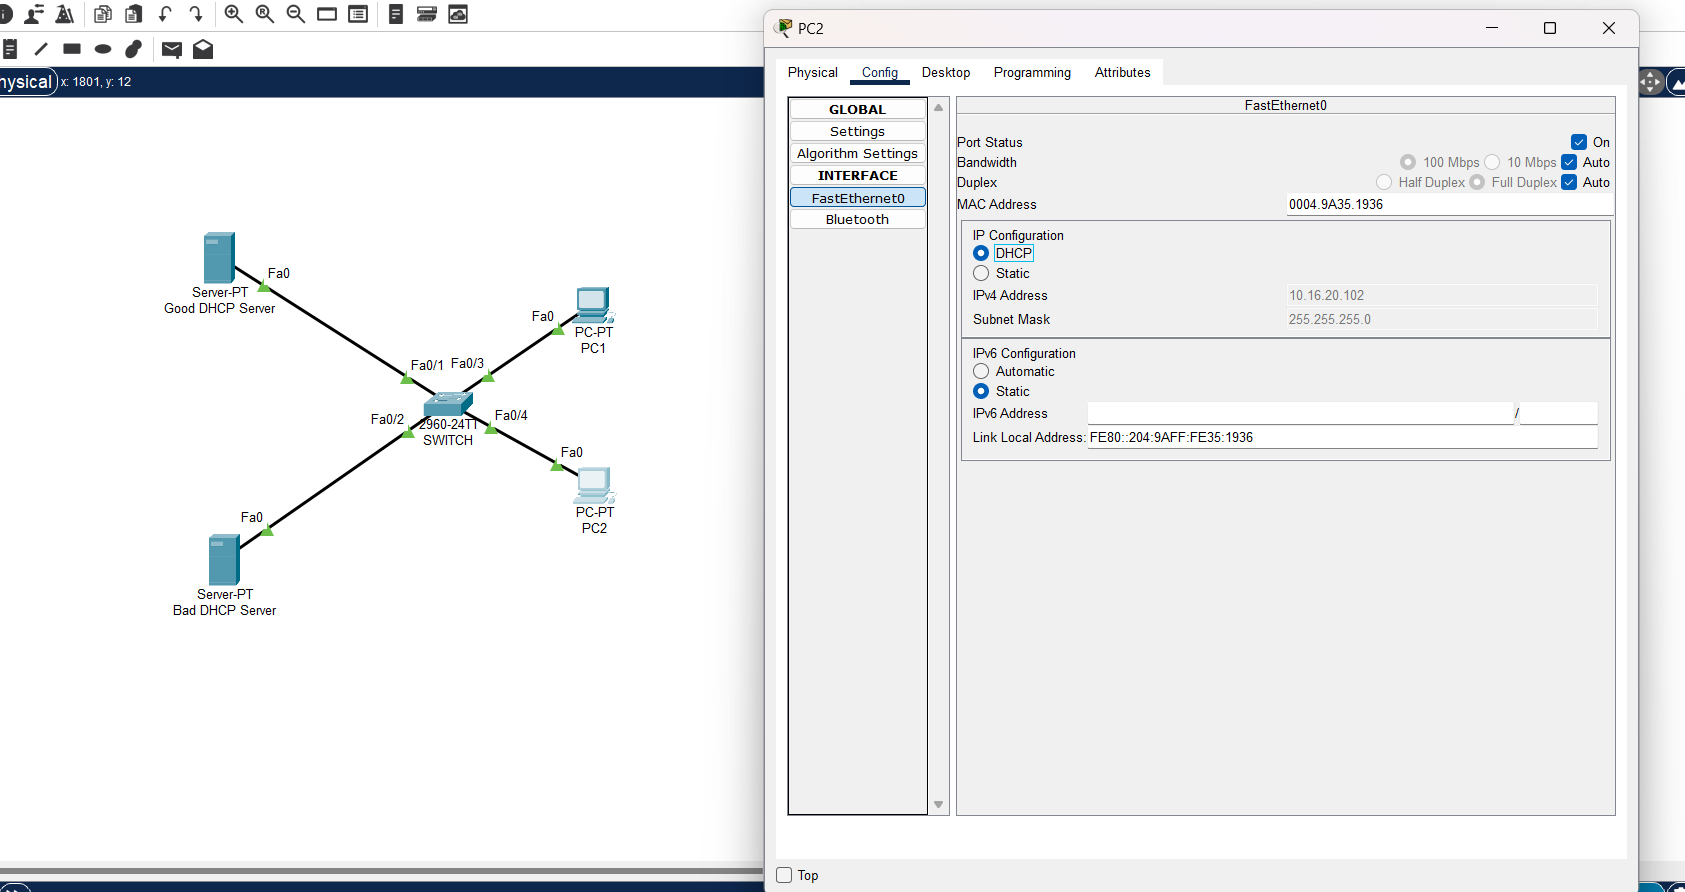 hysical
x: 1801, y: 12
Fa0
Server-PT
Good DHCP Server
Fa0
PC-PT
PC1
Fa0/1
Fa0/3
Fa0/2
Fa0/4
2960-24TT
SWITCH
Fa0
PC-PT
PC2
Fa0
Server-PT
Bad DHCP Server
PC2
Physical Config Desktop Programming Attributes
GLOBAL
Settings
Algorithm Settings
INTERFACE
FastEthernet0
Bluetooth
FastEthernet0
Port Status On
Bandwidth 100 Mbps 10 Mbps Auto
Duplex Half Duplex Full Duplex Auto
MAC Address 0004.9A35.1936
IP Configuration
DHCP
Static
IPv4 Address 10.16.20.102
Subnet Mask 255.255.255.0
IPv6 Configuration
Automatic
Static
IPv6 Address /
Link Local Address: FE80::204:9AFF:FE35:1936
Top